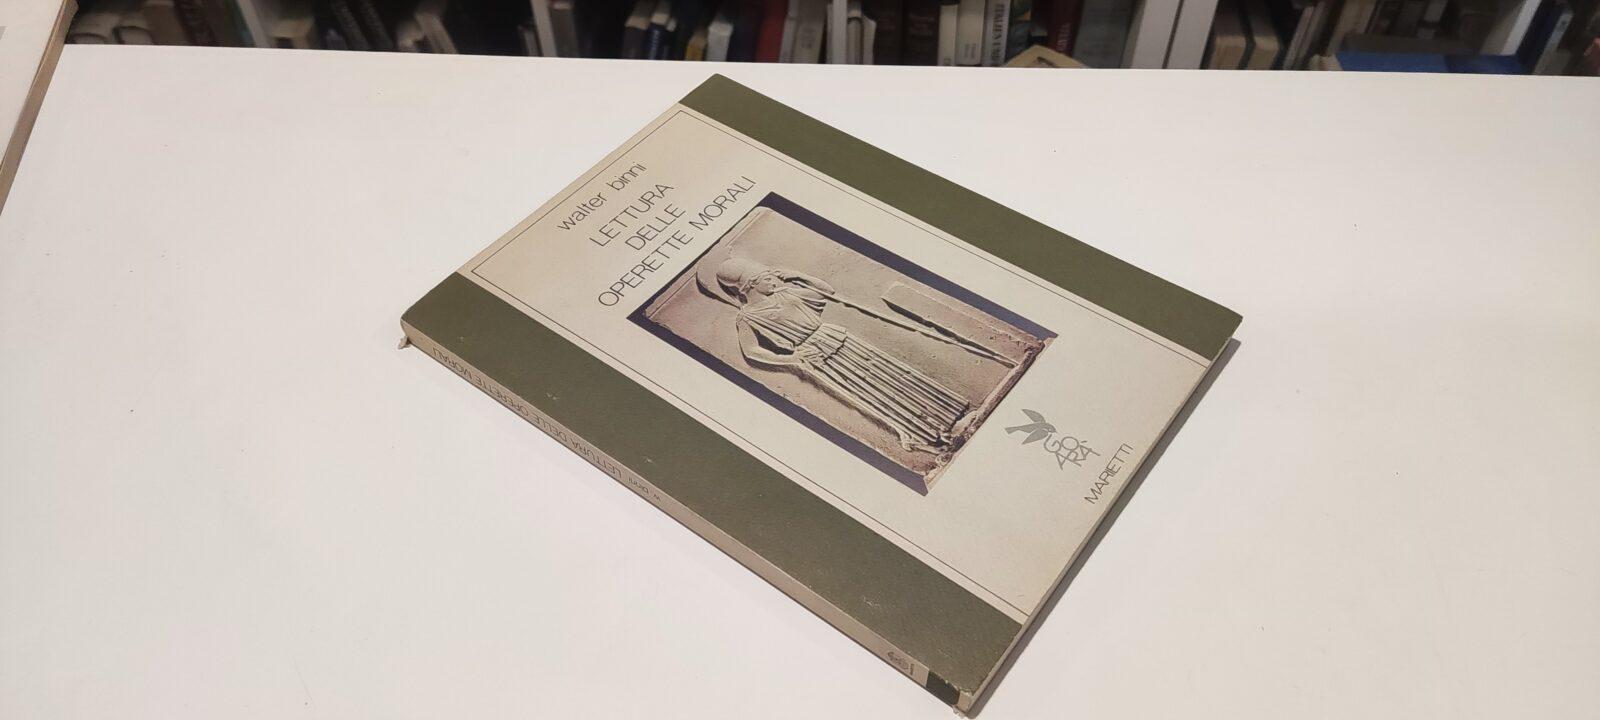 walter binni
LETTURA
DELLE
OPERETTE MORALI
AGORÀ
MARIETTI
w. binni LETTURA DELLE OPERETTE MORALI